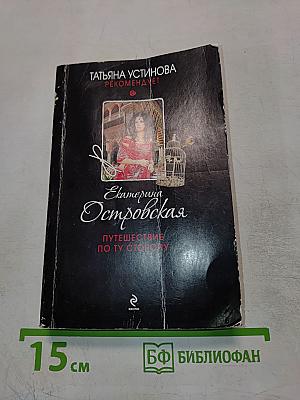 ТАТЬЯНА УСТИНОВА
РЕКОМЕНДУЕТ
Екатерина
Островская
ПУТЕШЕСТВИЕ
ПО ТУ СТОРОНУ
15 см
БФ БИБЛИОФАН